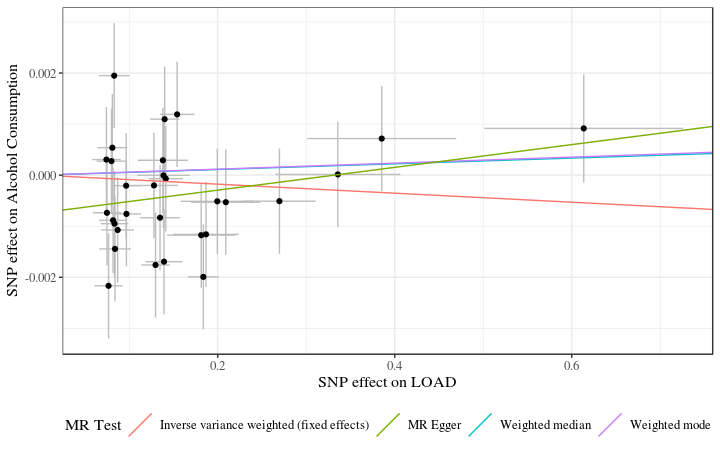 SNP effect on Alcohol Consumption
0.002
0.000
-0.002
0.2 0.4 0.6
SNP effect on LOAD
MR Test Inverse variance weighted (fixed effects) MR Egger Weighted median Weighted mode